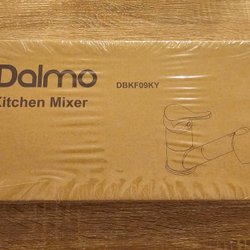 Dalmo
Kitchen Mixer
DBKF09KY